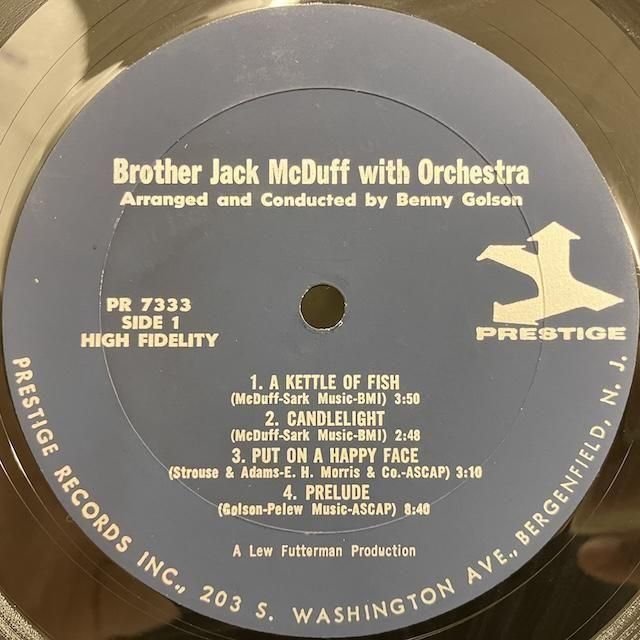 Brother Jack McDuff with Orchestra
Arranged and Conducted by Benny Golson
PR 7333
SIDE 1
HIGH FIDELITY
PRESTIGE
1. A KETTLE OF FISH
(McDuff-Sark Music-BMI) 3:50
2. CANDLELIGHT
(McDuff-Sark Music-BMI) 2:48
3. PUT ON A HAPPY FACE
(Strouse & Adams-E. H. Morris & Co.-ASCAP) 3:10
4. PRELUDE
(Golson-Pelew Music-ASCAP) 8:40
A Lew Futterman Production
PRESTIGE RECORDS INC., 203 S. WASHINGTON AVE., BERGENFIELD, N. J.